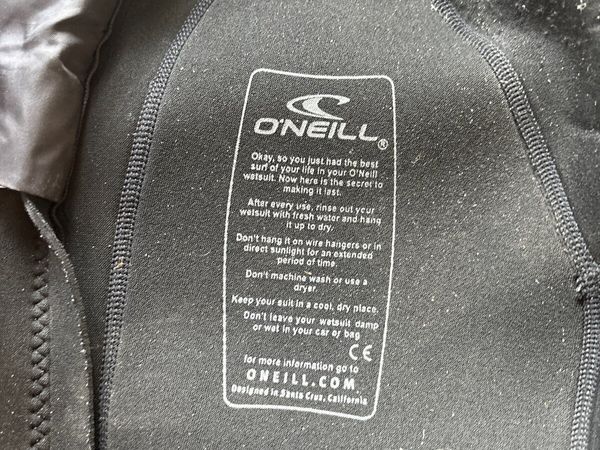 O'NEILL®
Okay, so you just had the best
surf of your life in your O'Neill
wetsuit. Now here is the secret to
making it last.
After every use, rinse out your
wetsuit with fresh water and hang
it up to dry.
Don't hang it on wire hangers or in
direct sunlight for an extended
period of time.
Don't machine wash or use a
dryer.
Keep your suit in a cool, dry place.
Don't leave your wetsuit damp
or wet in your car or bag
CE
for more information go to
ONEILL.COM
Designed in Santa Cruz, California